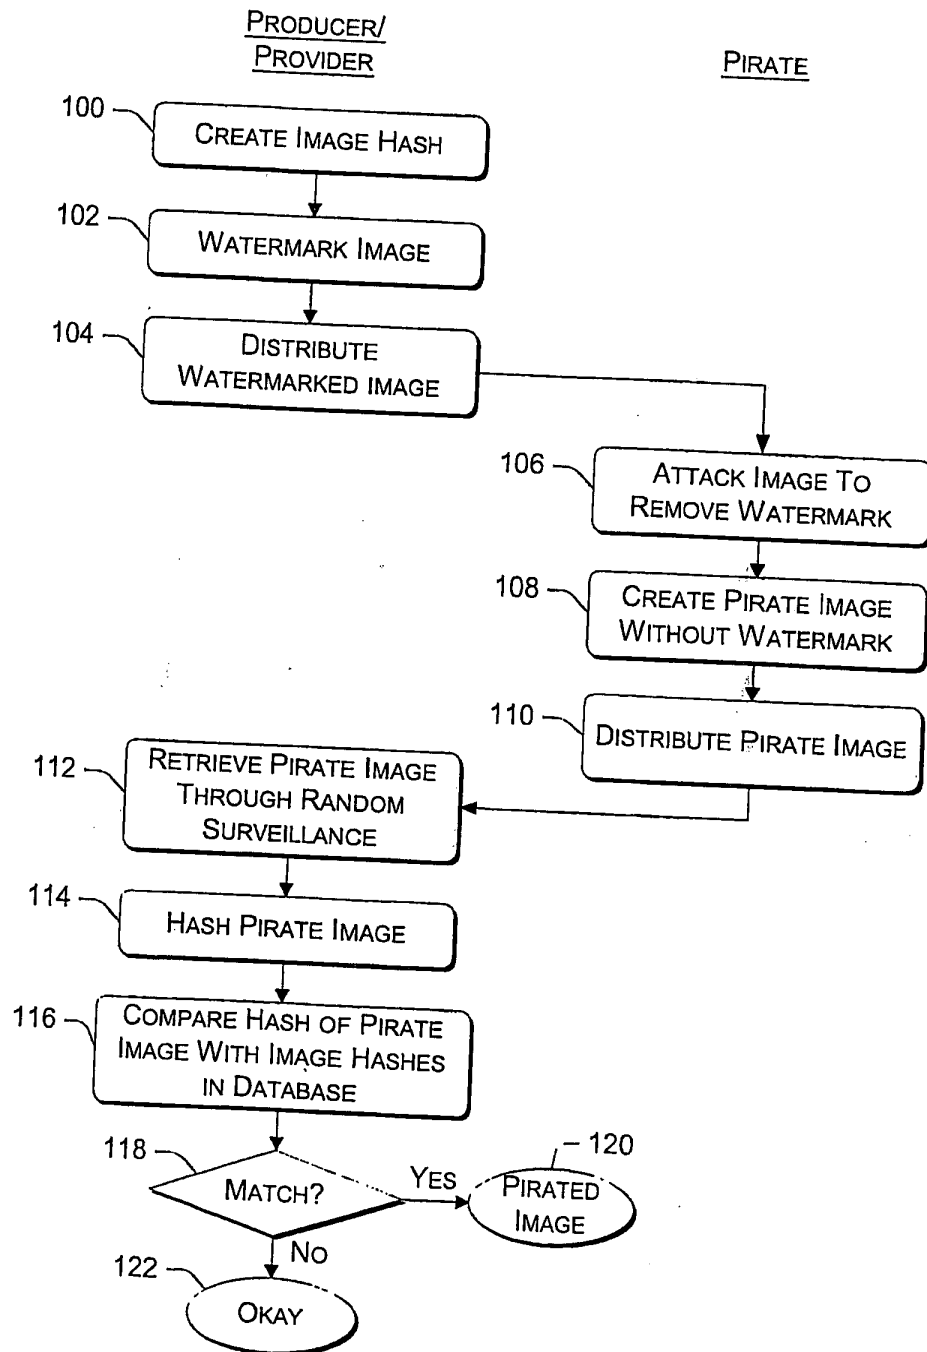 PRODUCER/
PROVIDER
PIRATE
100
CREATE IMAGE HASH
102
WATERMARK IMAGE
104
DISTRIBUTE
WATERMARKED IMAGE
106
ATTACK IMAGE TO
REMOVE WATERMARK
108
CREATE PIRATE IMAGE
WITHOUT WATERMARK
110
DISTRIBUTE PIRATE IMAGE
112
RETRIEVE PIRATE IMAGE
THROUGH RANDOM
SURVEILLANCE
114
HASH PIRATE IMAGE
116
COMPARE HASH OF PIRATE
IMAGE WITH IMAGE HASHES
IN DATABASE
118
MATCH?
YES
120
PIRATED
IMAGE
NO
122
OKAY